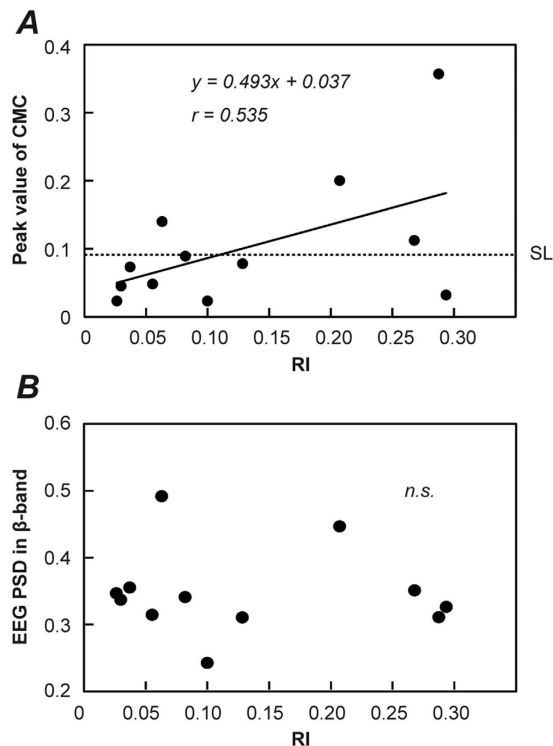 A
Peak value of CMC
0.4
0.3
0.2
0.1
0
y = 0.493x + 0.037
r = 0.535
SL
0 0.05 0.10 0.15 0.20 0.25 0.30
RI
B
EEG PSD in β-band
0.6
0.5
0.4
0.3
0.2
n.s.
0 0.05 0.10 0.15 0.20 0.25 0.30
RI